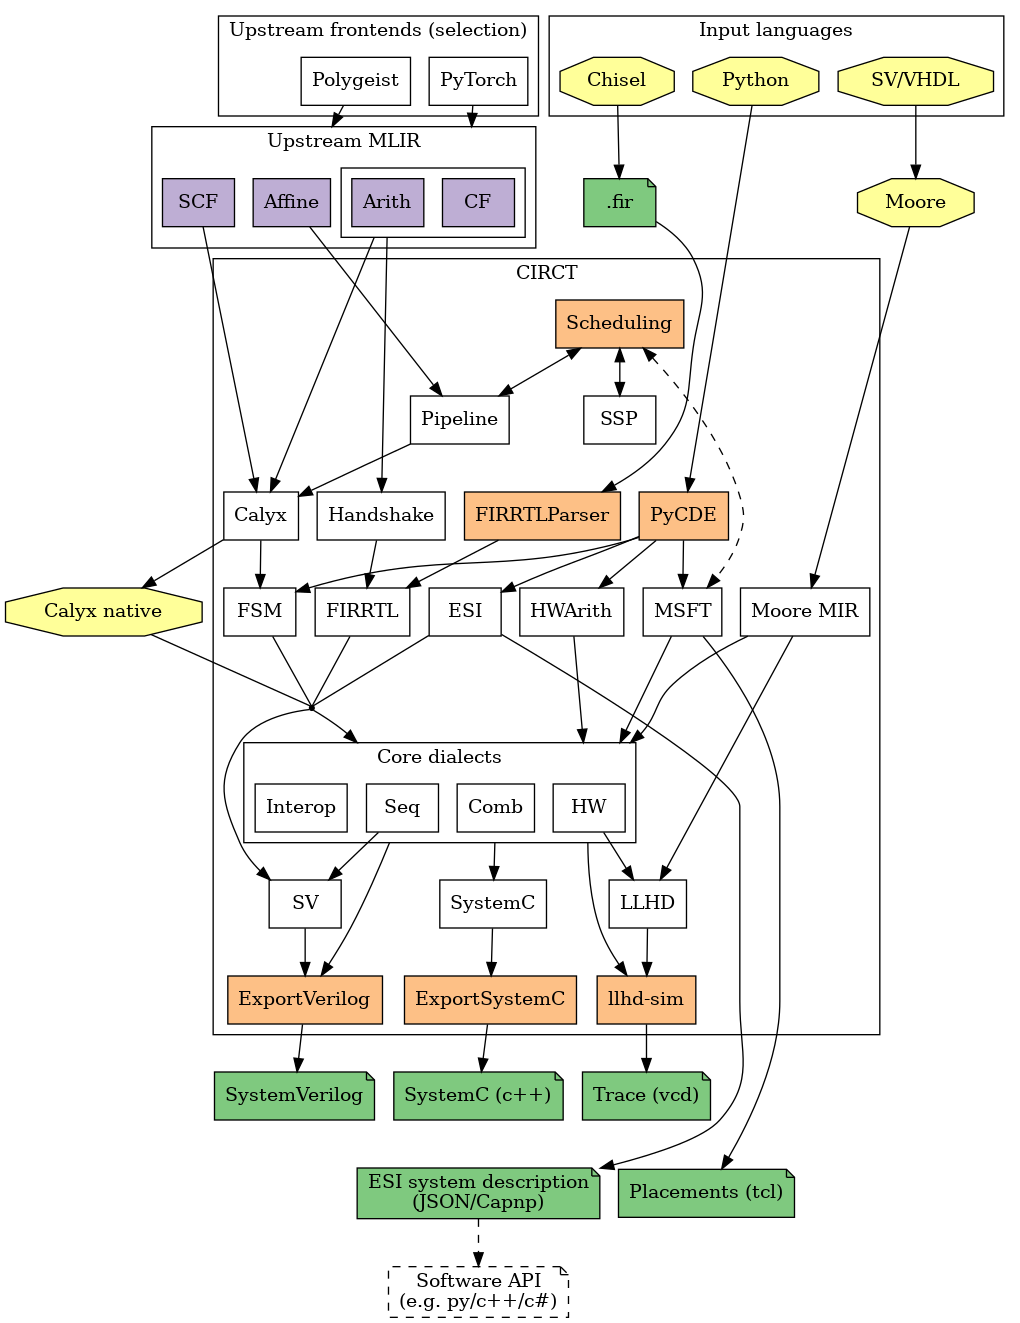 Upstream frontends (selection)
Input languages
Polygeist
PyTorch
Chisel
Python
SV/VHDL
Upstream MLIR
SCF
Affine
Arith
CF
.fir
Moore
CIRCT
Scheduling
Pipeline
SSP
Calyx
Handshake
FIRRTLParser
PyCDE
Calyx native
FSM
FIRRTL
ESI
HWArith
MSFT
Moore MIR
Core dialects
Interop
Seq
Comb
HW
SV
SystemC
LLHD
ExportVerilog
ExportSystemC
llhd-sim
SystemVerilog
SystemC (c++)
Trace (vcd)
ESI system description
(JSON/Capnp)
Placements (tcl)
Software API
(e.g. py/c++/c#)